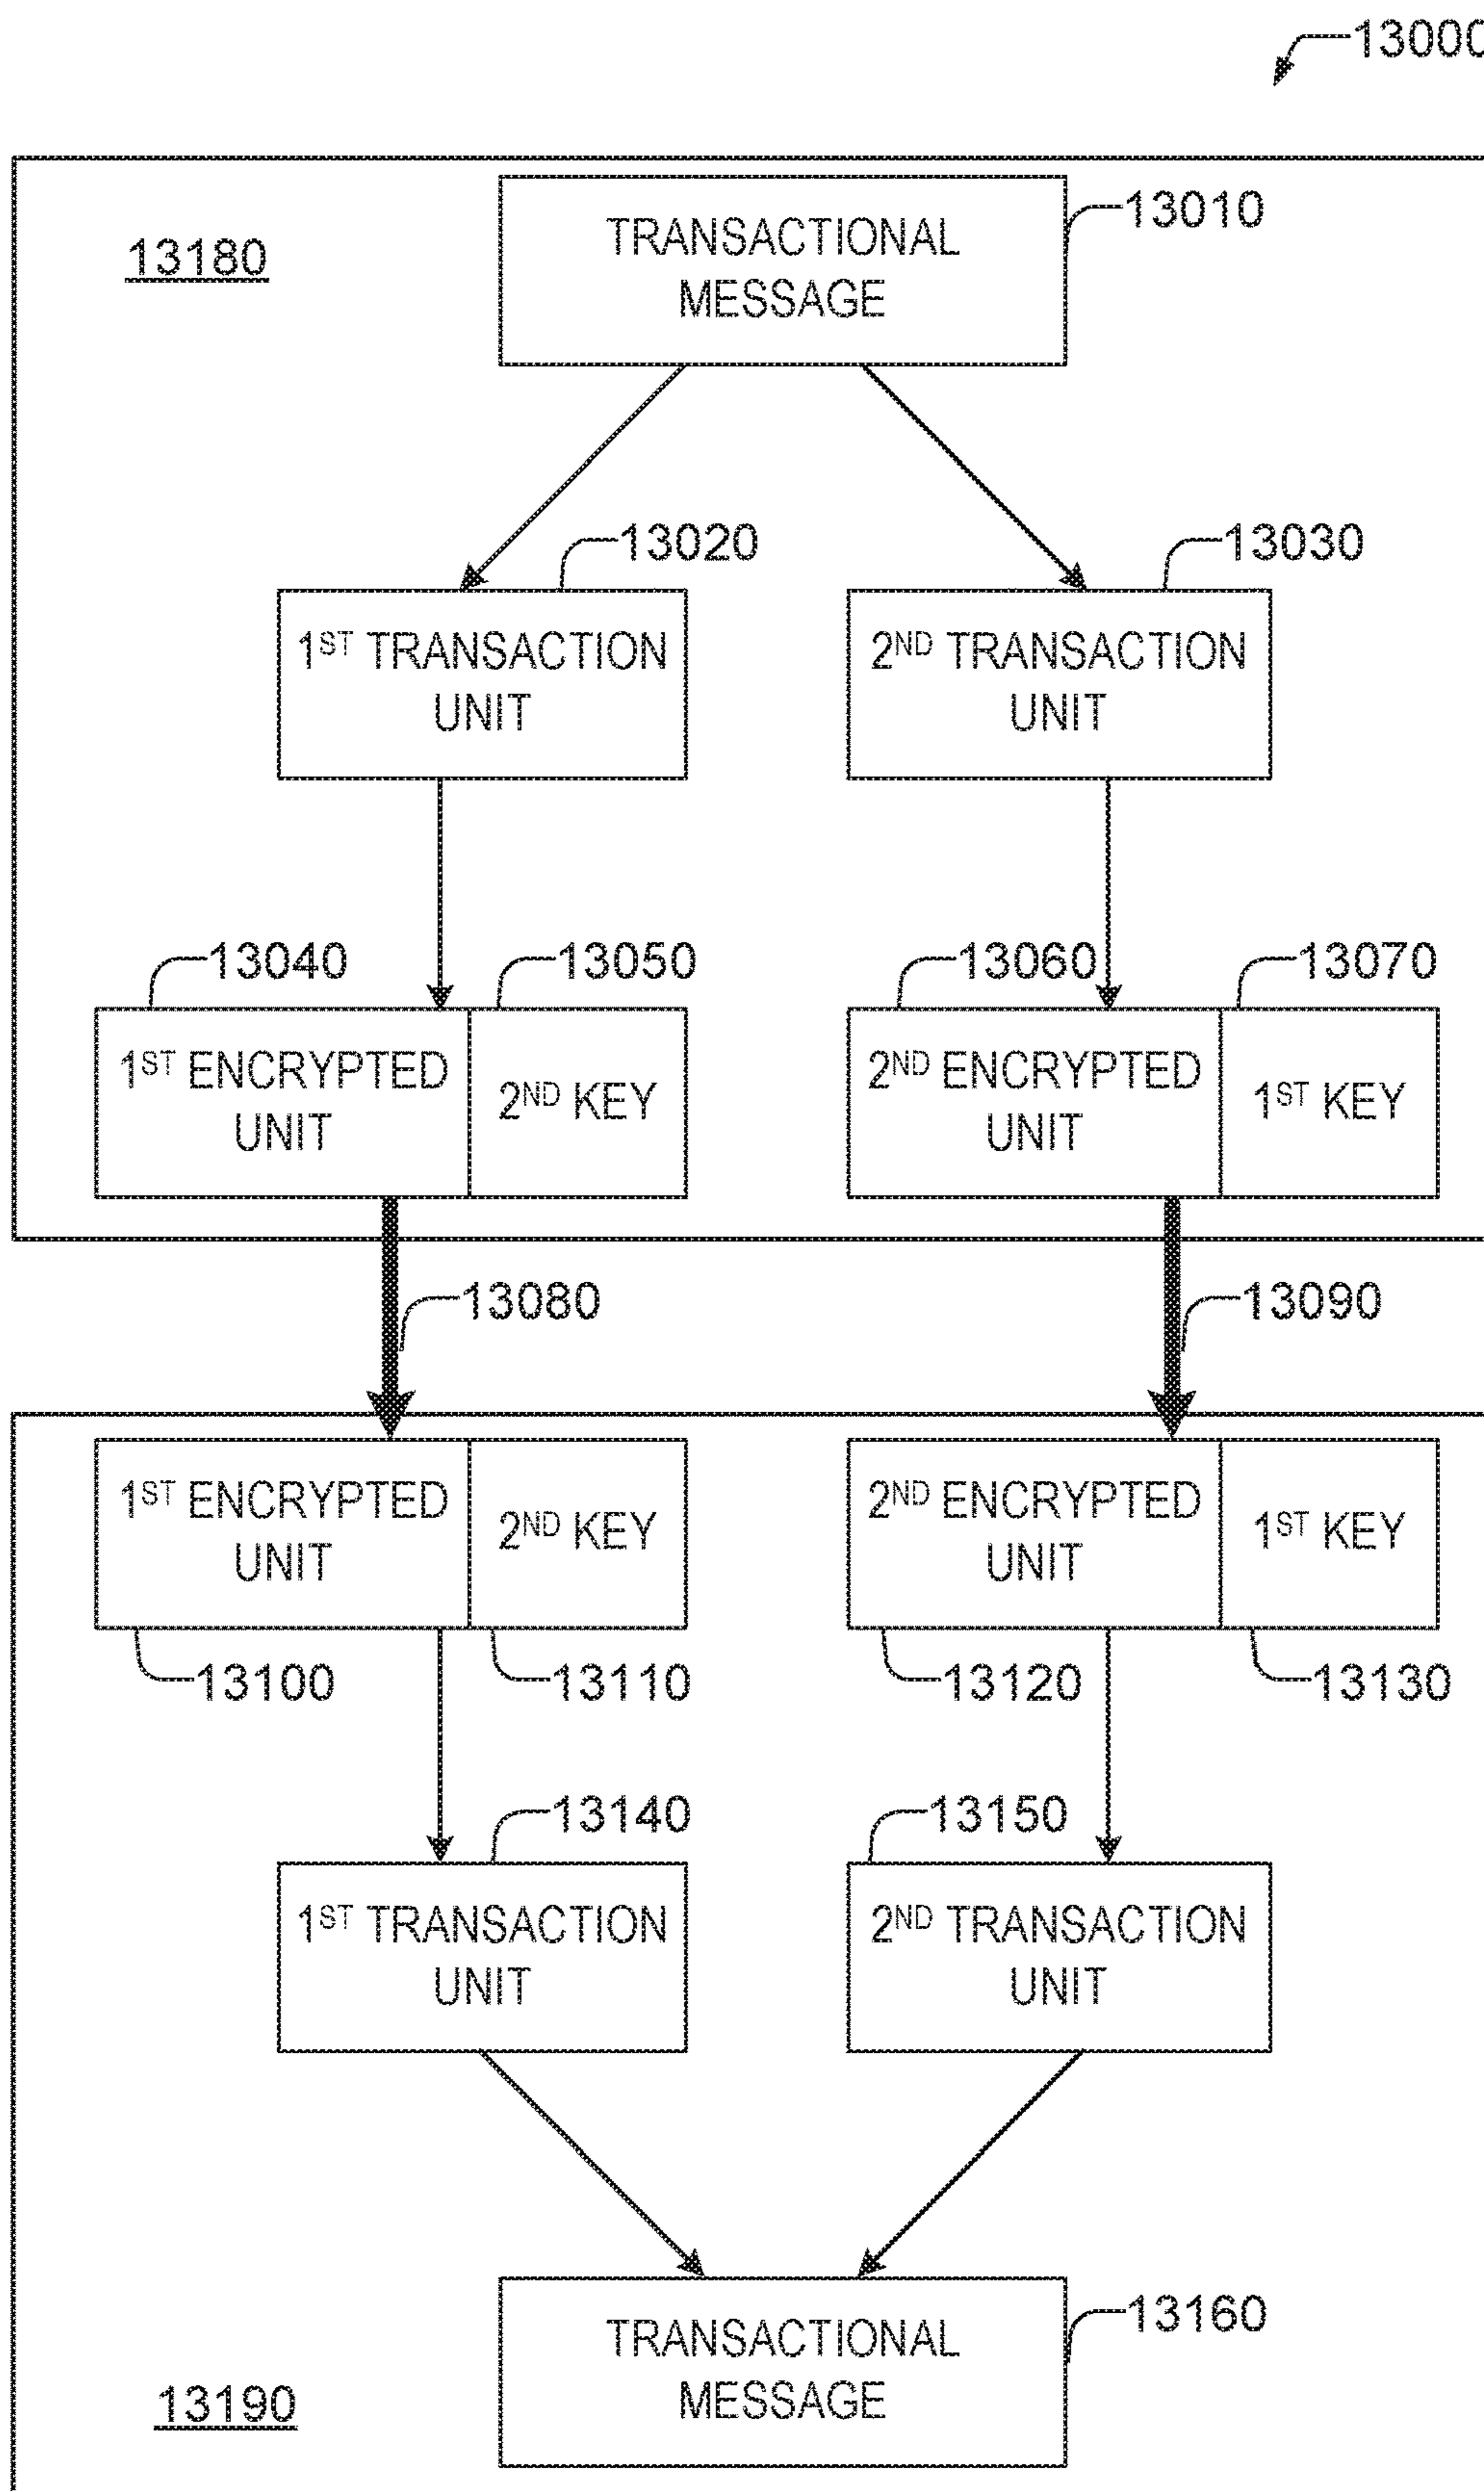 13000
13180
TRANSACTIONAL
MESSAGE
13010
13020
13030
1ST TRANSACTION
UNIT
2ND TRANSACTION
UNIT
13040
13050
13060
13070
1ST ENCRYPTED
UNIT
2ND KEY
2ND ENCRYPTED
UNIT
1ST KEY
13080
13090
1ST ENCRYPTED
UNIT
2ND KEY
2ND ENCRYPTED
UNIT
1ST KEY
13100
13110
13120
13130
13140
13150
1ST TRANSACTION
UNIT
2ND TRANSACTION
UNIT
TRANSACTIONAL
MESSAGE
13160
13190